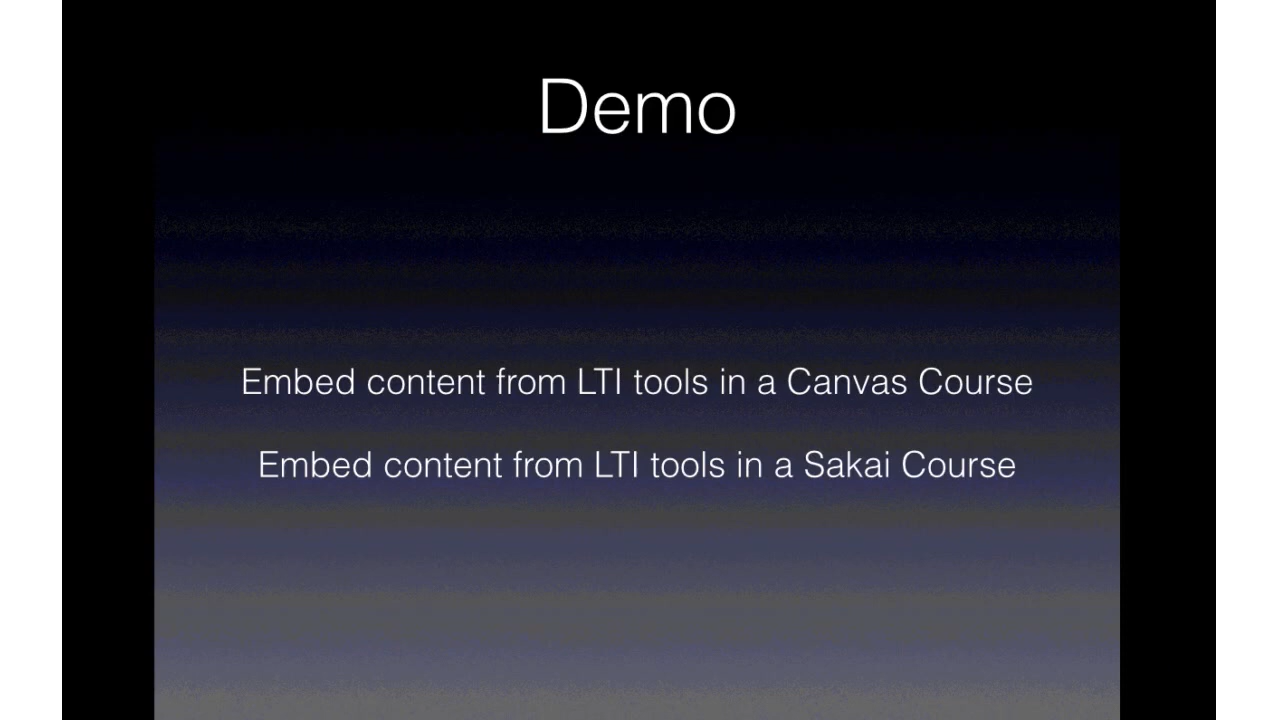 Demo
Embed content from LTI tools in a Canvas Course
Embed content from LTI tools in a Sakai Course